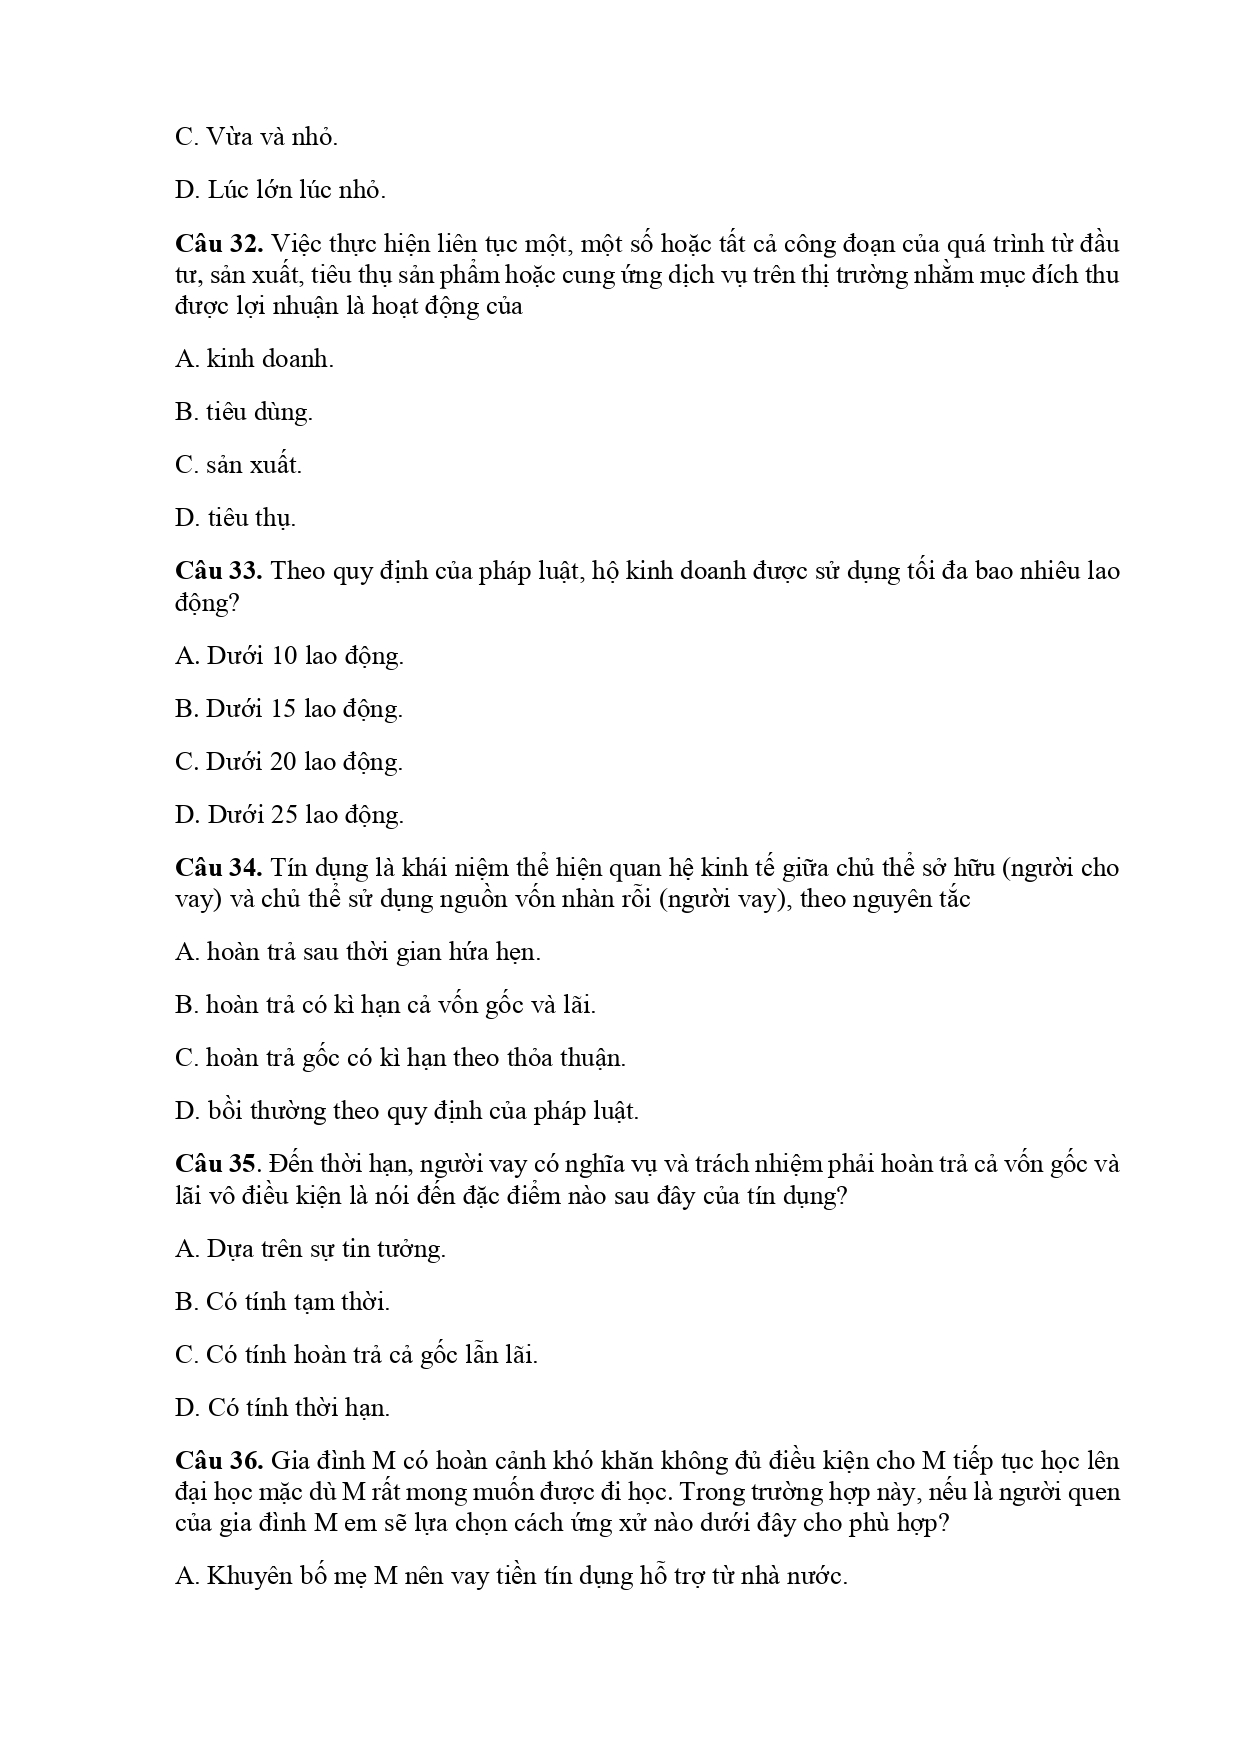 C. Vừa và nhỏ.
D. Lúc lớn lúc nhỏ.
Câu 32. Việc thực hiện liên tục một, một số hoặc tất cả công đoạn của quá trình từ đầu
tư, sản xuất, tiêu thụ sản phẩm hoặc cung ứng dịch vụ trên thị trường nhằm mục đích thu
được lợi nhuận là hoạt động của
A. kinh doanh.
B. tiêu dùng.
C. sản xuất.
D. tiêu thụ.
Câu 33. Theo quy định của pháp luật, hộ kinh doanh được sử dụng tối đa bao nhiêu lao
động?
A. Dưới 10 lao động.
B. Dưới 15 lao động.
C. Dưới 20 lao động.
D. Dưới 25 lao động.
Câu 34. Tín dụng là khái niệm thể hiện quan hệ kinh tế giữa chủ thể sở hữu (người cho
vay) và chủ thể sử dụng nguồn vốn nhàn rỗi (người vay), theo nguyên tắc
A. hoàn trả sau thời gian hứa hẹn.
B. hoàn trả có kì hạn cả vốn gốc và lãi.
C. hoàn trả gốc có kì hạn theo thỏa thuận.
D. bồi thường theo quy định của pháp luật.
Câu 35. Đến thời hạn, người vay có nghĩa vụ và trách nhiệm phải hoàn trả cả vốn gốc và
lãi vô điều kiện là nói đến đặc điểm nào sau đây của tín dụng?
A. Dựa trên sự tin tưởng.
B. Có tính tạm thời.
C. Có tính hoàn trả cả gốc lẫn lãi.
D. Có tính thời hạn.
Câu 36. Gia đình M có hoàn cảnh khó khăn không đủ điều kiện cho M tiếp tục học lên
đại học mặc dù M rất mong muốn được đi học. Trong trường hợp này, nếu là người quen
của gia đình M em sẽ lựa chọn cách ứng xử nào dưới đây cho phù hợp?
A. Khuyên bố mẹ M nên vay tiền tín dụng hỗ trợ từ nhà nước.